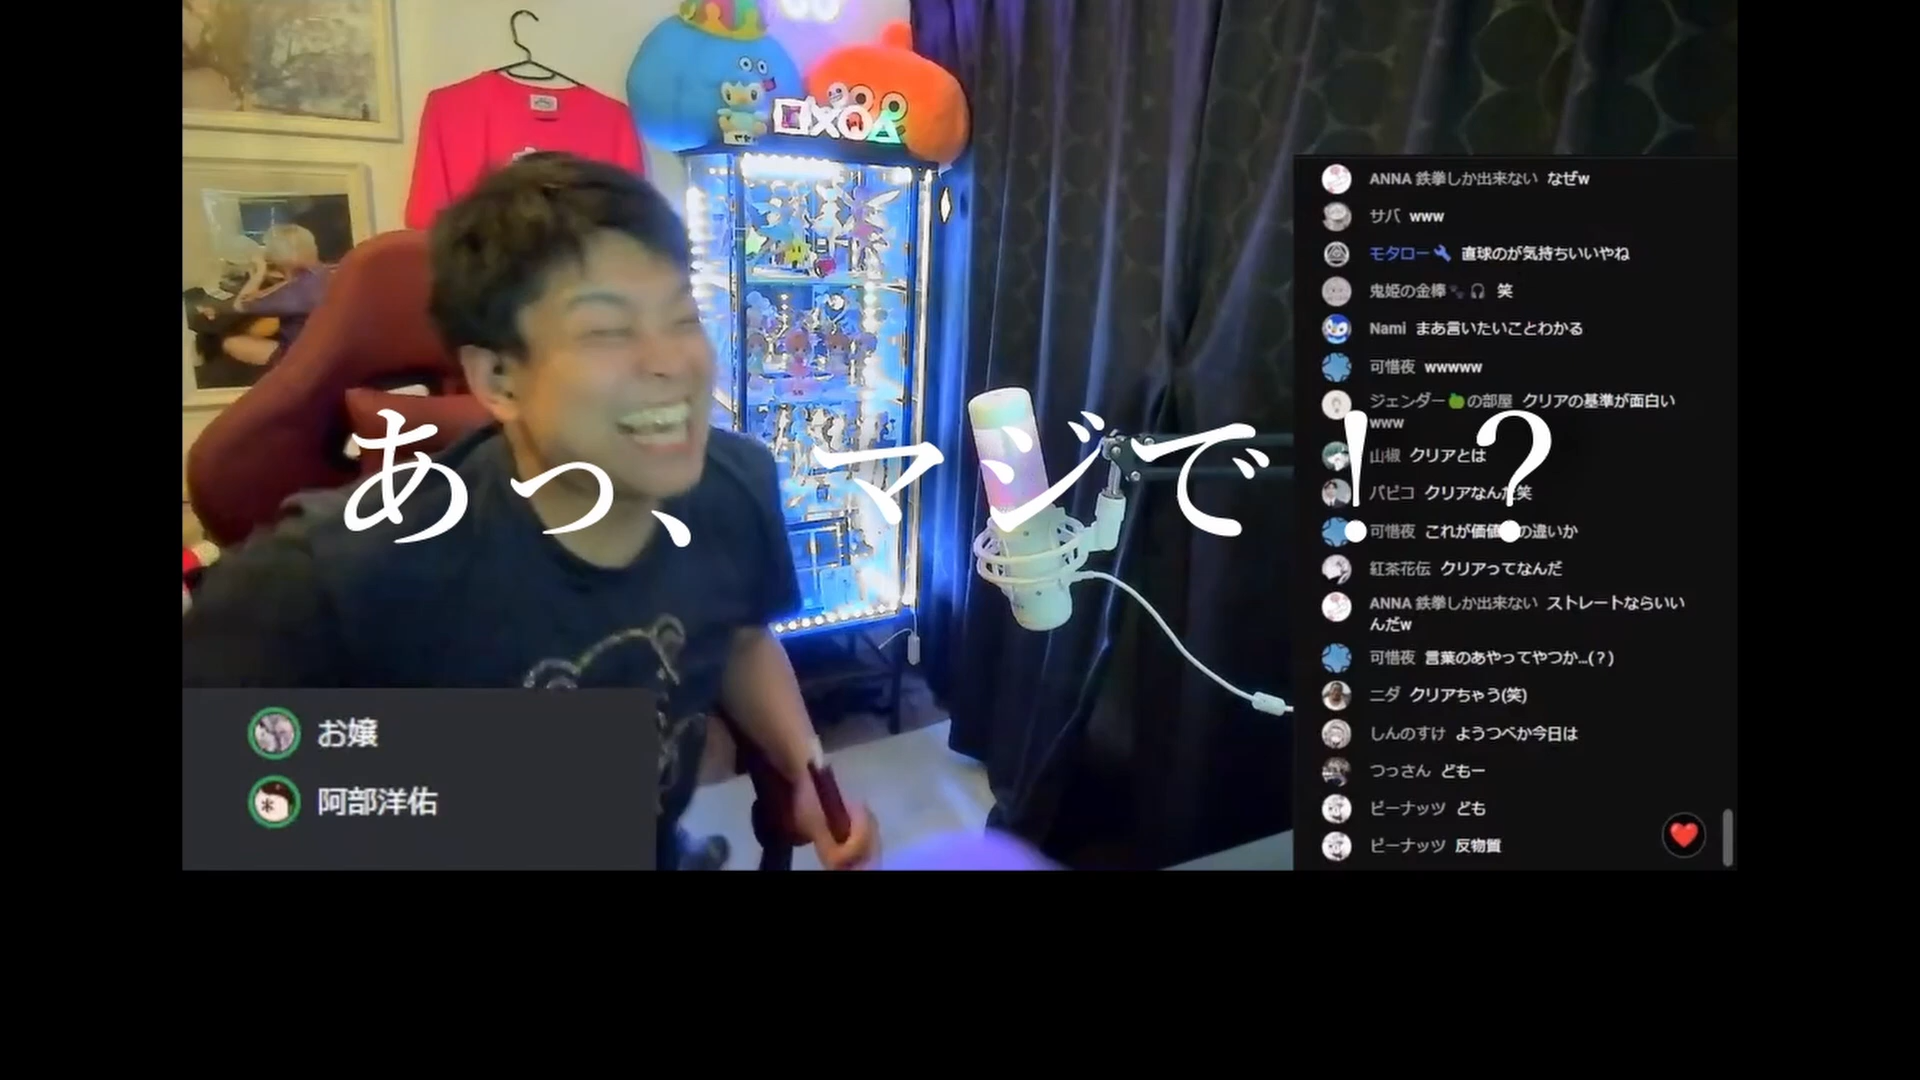 あっ、マジで！？
ANNA 鉄拳しか出来ない なぜw
サバ www
モタロー 直球のが気持ちいいやね
鬼姫の金棒 笑
Nami まあ言いたいことわかる
可惜夜 wwwww
ジェンダー🍏の部屋 クリアの基準が面白い
www
山椒 クリアとは
パピコ クリアなんだ笑
可惜夜 これが価値の違いか
紅茶花伝 クリアってなんだ
ANNA 鉄拳しか出来ない ストレートならいい
んだw
可惜夜 言葉のあやってやつか...(？)
ニダ クリアちゃう(笑)
しんのすけ ようつべか今日は
つっさん どもー
ピーナッツ ども
ピーナッツ 反物質
お嬢
阿部洋佑